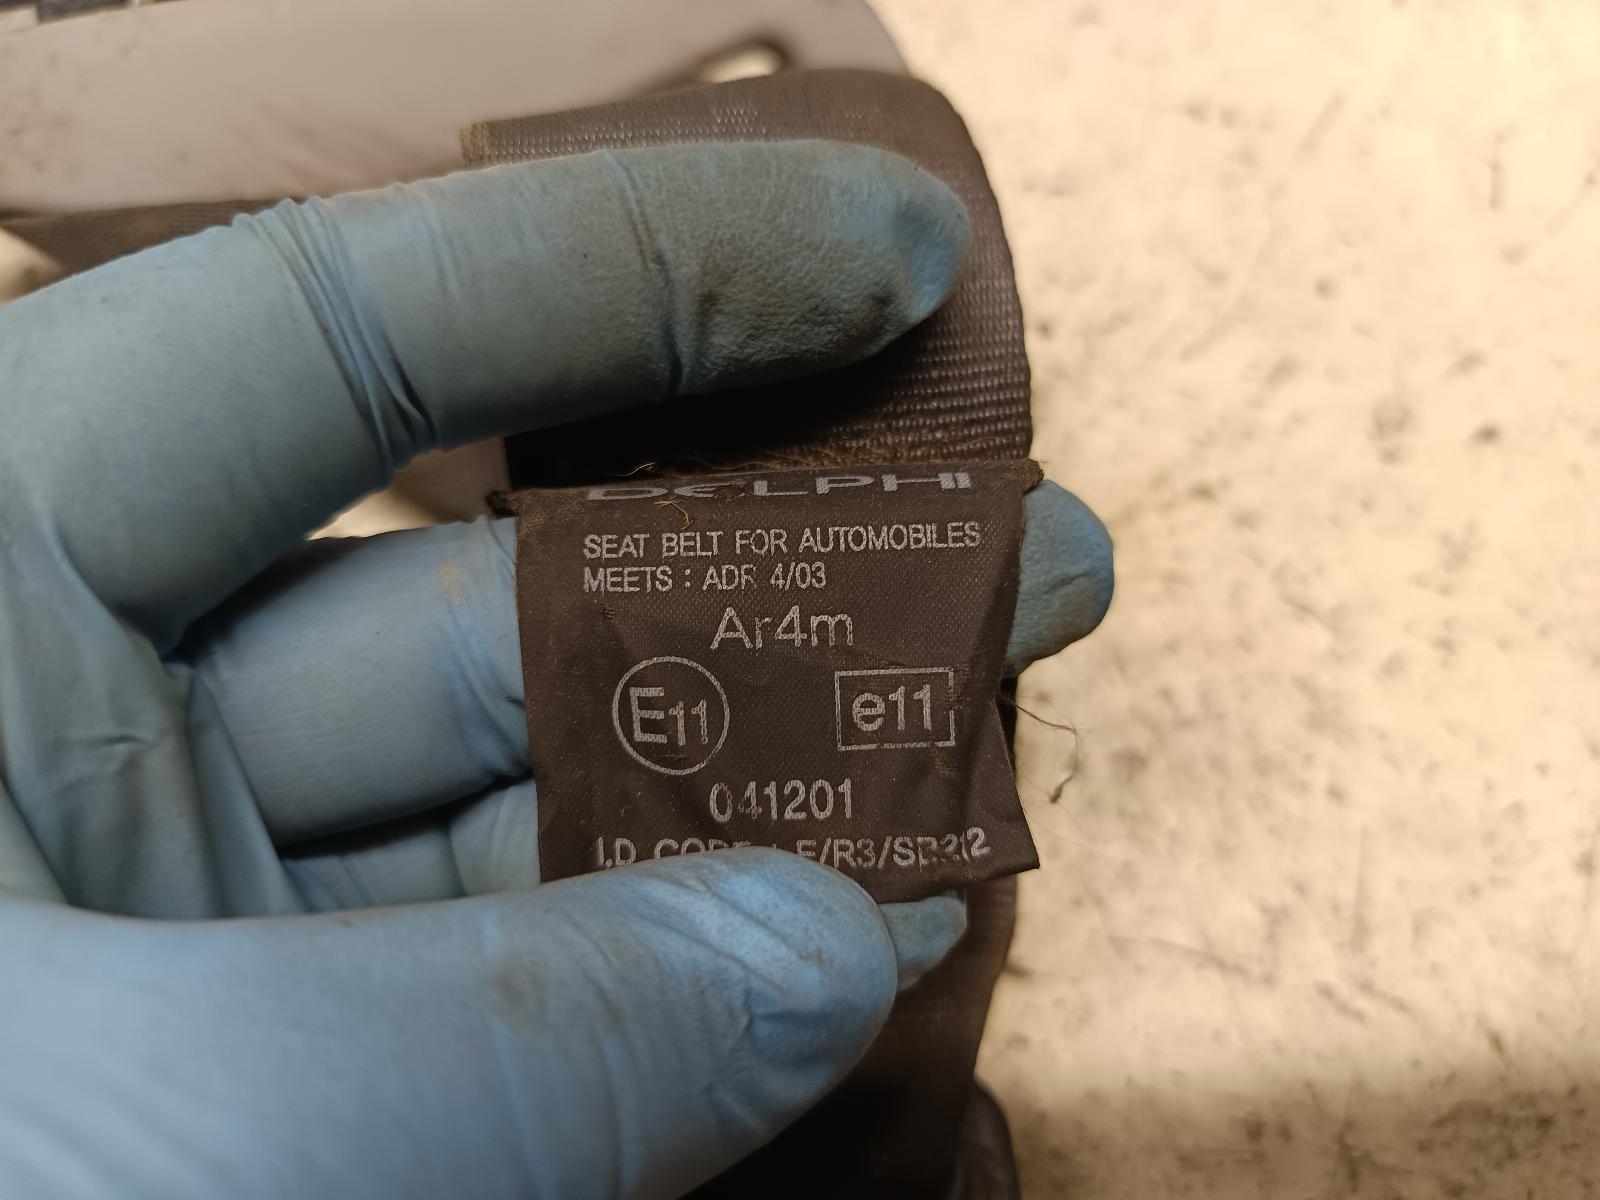 DELPHI
SEAT BELT FOR AUTOMOBILES
MEETS : ADR 4/03
Ar4m
E11 e11
041201
I.D